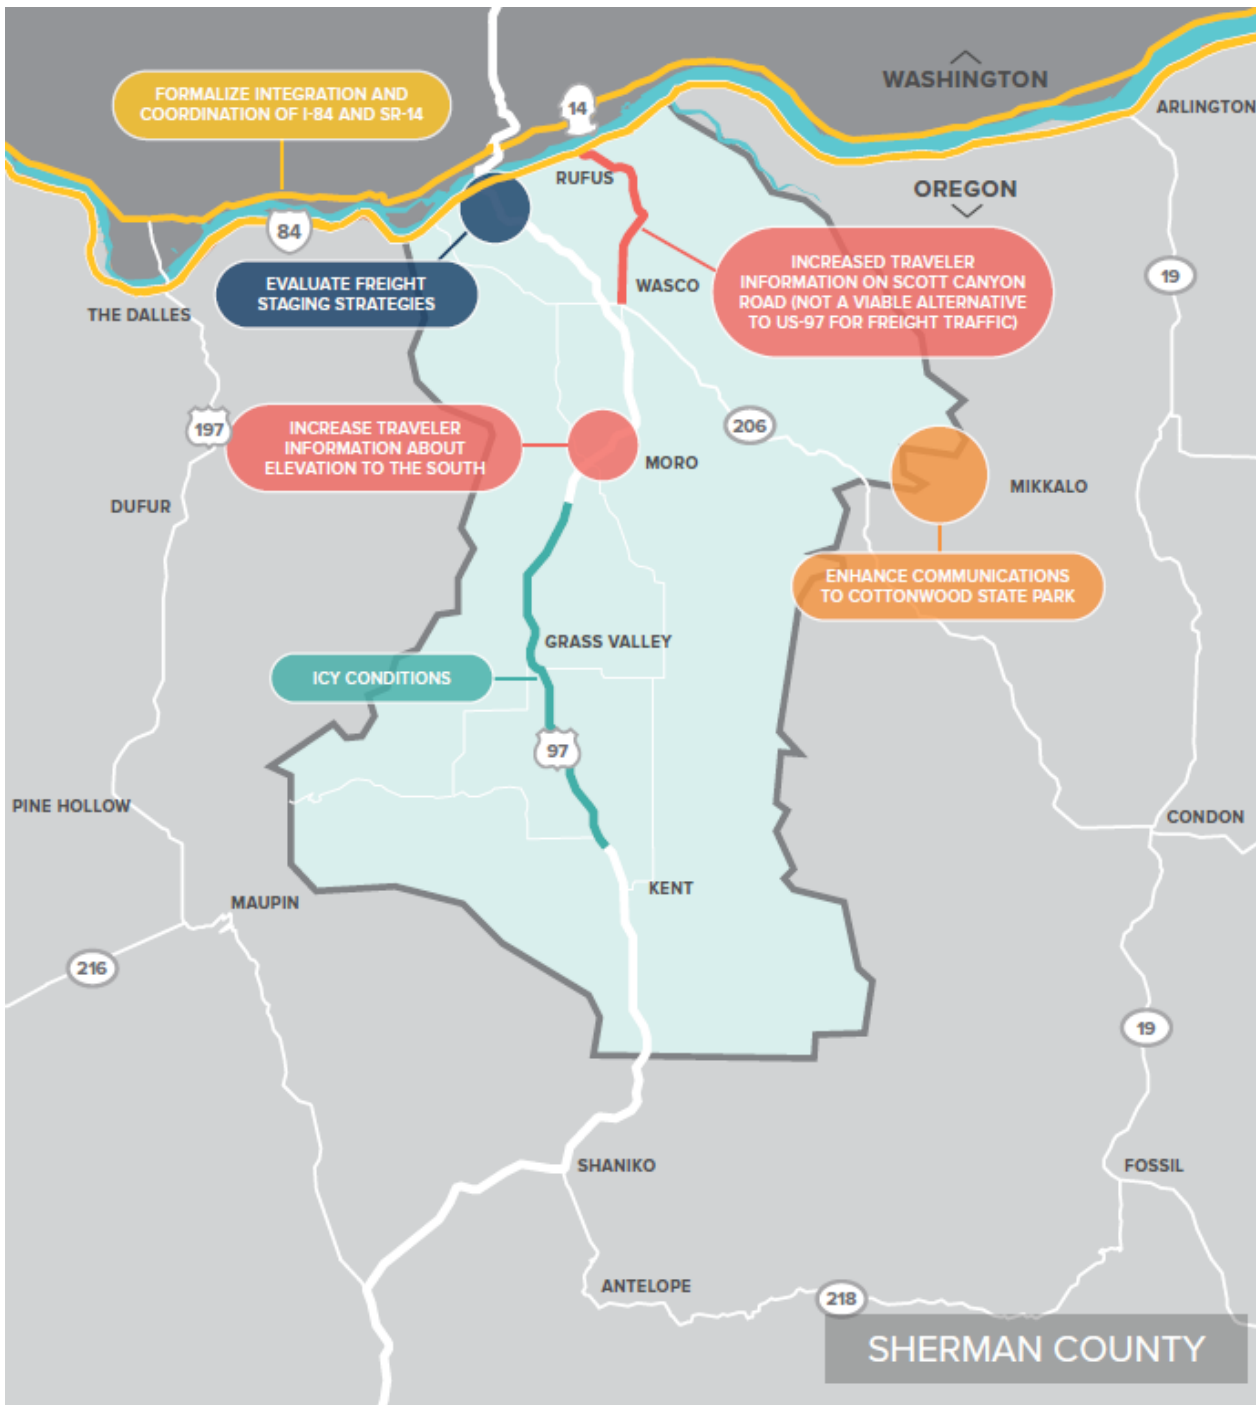 WASHINGTON
FORMALIZE INTEGRATION AND
COORDINATION OF I-84 AND SR-14
14
ARLINGTON
RUFUS
OREGON
84
EVALUATE FREIGHT
STAGING STRATEGIES
INCREASED TRAVELER
INFORMATION ON SCOTT CANYON
ROAD (NOT A VIABLE ALTERNATIVE
TO US-97 FOR FREIGHT TRAFFIC)
WASCO
19
THE DALLES
197
INCREASE TRAVELER
INFORMATION ABOUT
ELEVATION TO THE SOUTH
206
MORO
MIKKALO
DUFUR
ENHANCE COMMUNICATIONS
TO COTTONWOOD STATE PARK
GRASS VALLEY
ICY CONDITIONS
97
PINE HOLLOW
CONDON
KENT
MAUPIN
216
19
SHANIKO
FOSSIL
ANTELOPE
218
SHERMAN COUNTY